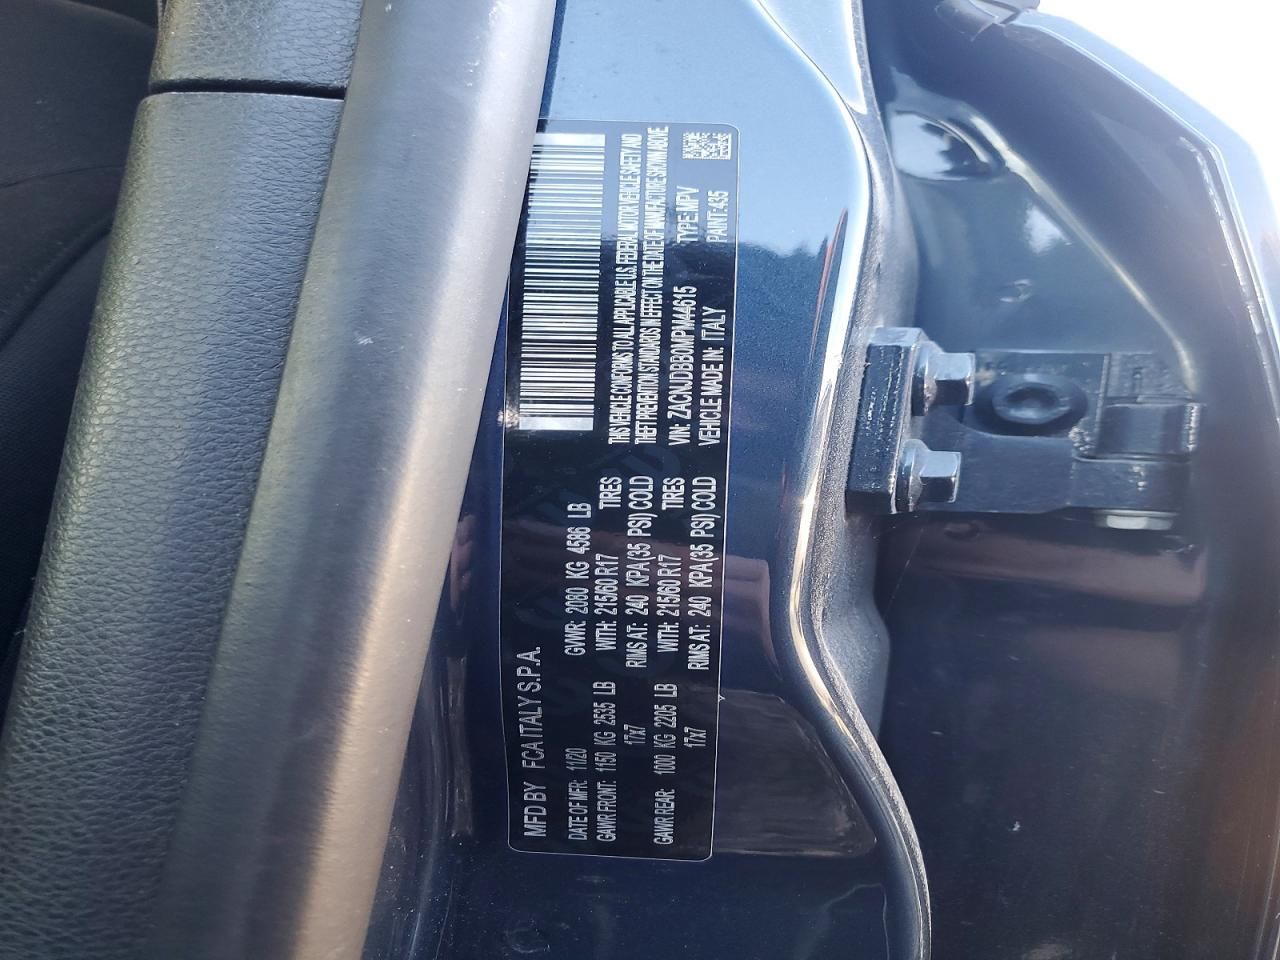 MFD BY FCA ITALY S.P.A.
DATE OF MFR: 11/20 GVWR: 2080 KG 4586 LB
GAWR FRONT: 1150 KG 2535 LB WITH: 215/60 R17 TIRES
17x7 RIMS AT: 240 KPA(35 PSI) COLD
GAWR REAR: 1000 KG 2205 LB WITH: 215/60 R17 TIRES
17x7 RIMS AT: 240 KPA(35 PSI) COLD
THIS VEHICLE CONFORMS TO ALL APPLICABLE U.S. FEDERAL MOTOR VEHICLE SAFETY AND
THEFT PREVENTION STANDARDS IN EFFECT ON THE DATE OF MANUFACTURE SHOWN ABOVE
VIN: ZACNJDBB0MPM44615 TYPE:MPV
VEHICLE MADE IN: ITALY PAINT:435